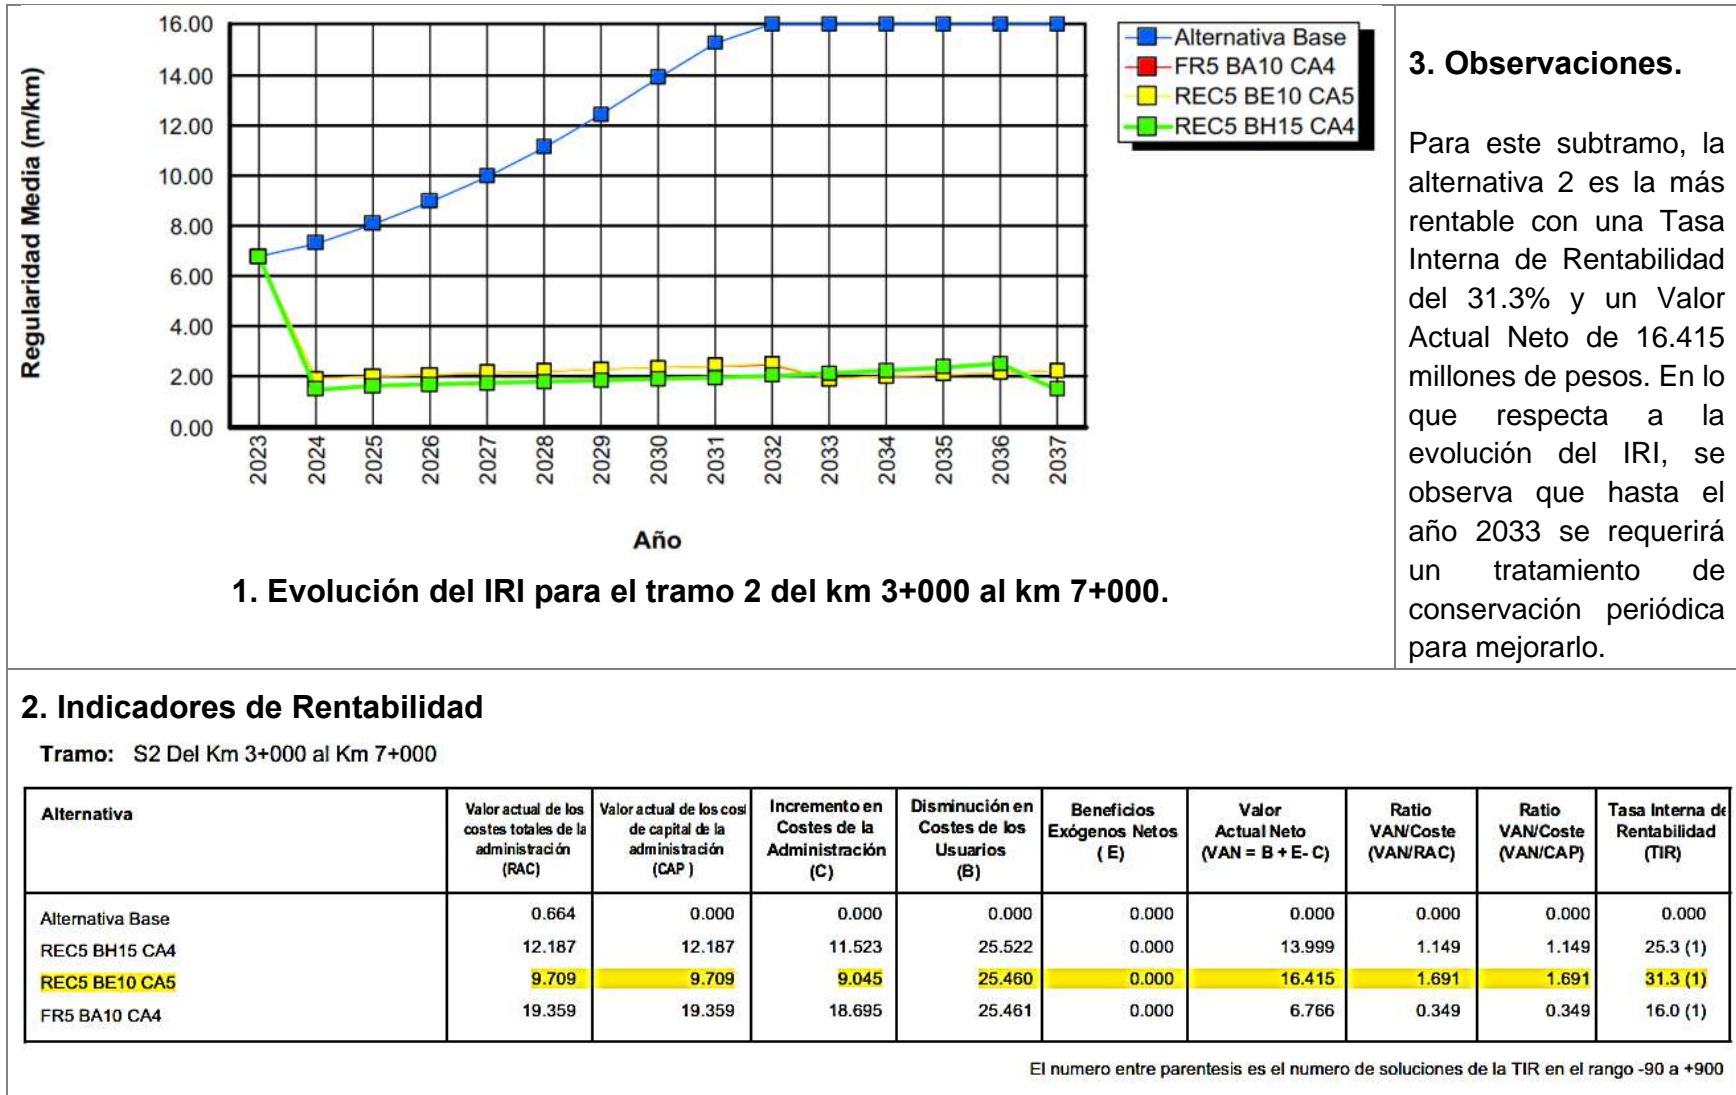 16.00
14.00
12.00
10.00
8.00
6.00
4.00
2.00
0.00
Regularidad Media (m/km)
2023
2024
2025
2026
2027
2028
2029
2030
2031
2032
2033
2034
2035
2036
2037
Año
Alternativa Base
FR5 BA10 CA4
REC5 BE10 CA5
REC5 BH15 CA4
1. Evolución del IRI para el tramo 2 del km 3+000 al km 7+000.
3. Observaciones.
Para este subtramo, la
alternativa 2 es la más
rentable con una Tasa
Interna de Rentabilidad
del 31.3% y un Valor
Actual Neto de 16.415
millones de pesos. En lo
que respecta a la
evolución del IRI, se
observa que hasta el
año 2033 se requerirá
un tratamiento de
conservación periódica
para mejorarlo.
2. Indicadores de Rentabilidad
Tramo: S2 Del Km 3+000 al Km 7+000
Alternativa
Valor actual de los
costes totales de la
administración
(RAC)
Valor actual de los cos
de capital de la
administración
(CAP )
Incremento en
Costes de la
Administración
(C)
Disminución en
Costes de los
Usuarios
(B)
Beneficios
Exógenos Netos
( E)
Valor
Actual Neto
(VAN = B + E- C)
Ratio
VAN/Coste
(VAN/RAC)
Ratio
VAN/Coste
(VAN/CAP)
Tasa Interna de
Rentabilidad
(TIR)
Alternativa Base 0.664 0.000 0.000 0.000 0.000 0.000 0.000 0.000 0.000
REC5 BH15 CA4 12.187 12.187 11.523 25.522 0.000 13.999 1.149 1.149 25.3 (1)
REC5 BE10 CA5 9.709 9.709 9.045 25.460 0.000 16.415 1.691 1.691 31.3 (1)
FR5 BA10 CA4 19.359 19.359 18.695 25.461 0.000 6.766 0.349 0.349 16.0 (1)
El numero entre parentesis es el numero de soluciones de la TIR en el rango -90 a +900